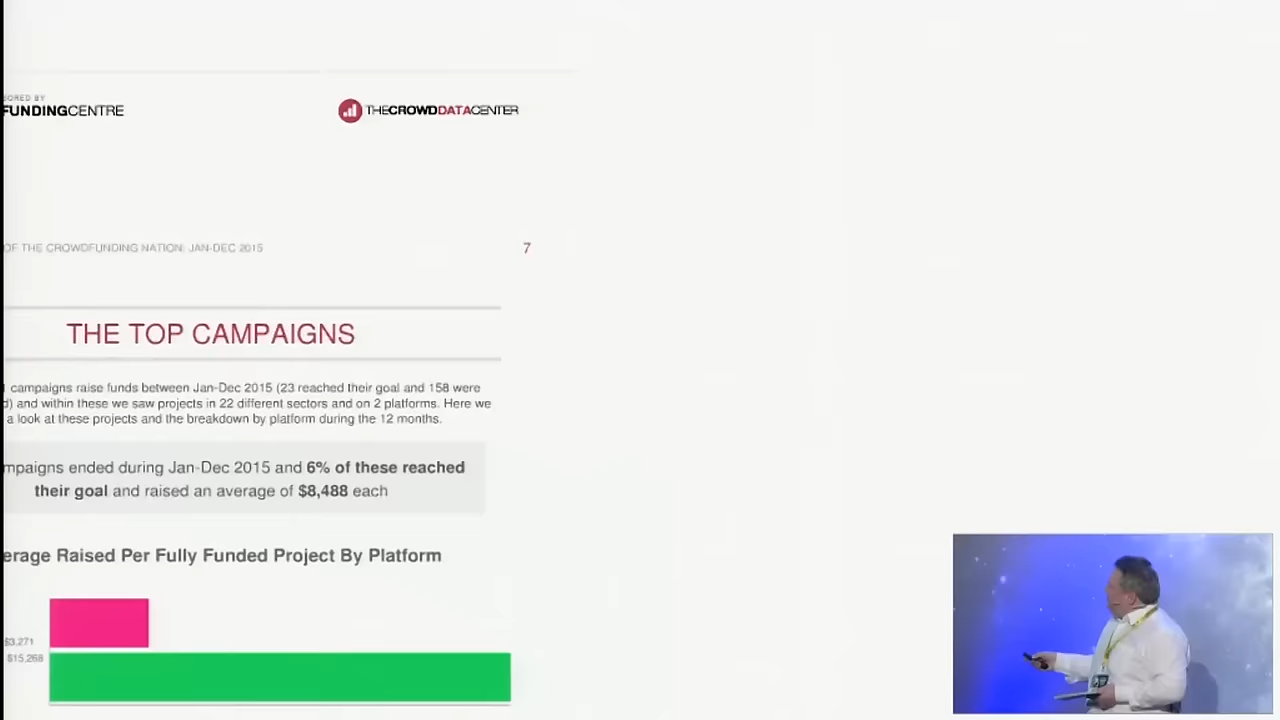 SORED BY
FUNDINGCENTRE
THECROWDDATACENTER
OF THE CROWDFUNDING NATION: JAN-DEC 2015
7
THE TOP CAMPAIGNS
campaigns raise funds between Jan-Dec 2015 (23 reached their goal and 158 were
d) and within these we saw projects in 22 different sectors and on 2 platforms. Here we
a look at these projects and the breakdown by platform during the 12 months.
mpaigns ended during Jan-Dec 2015 and 6% of these reached
their goal and raised an average of $8,488 each
erage Raised Per Fully Funded Project By Platform
$3,271
$15,268